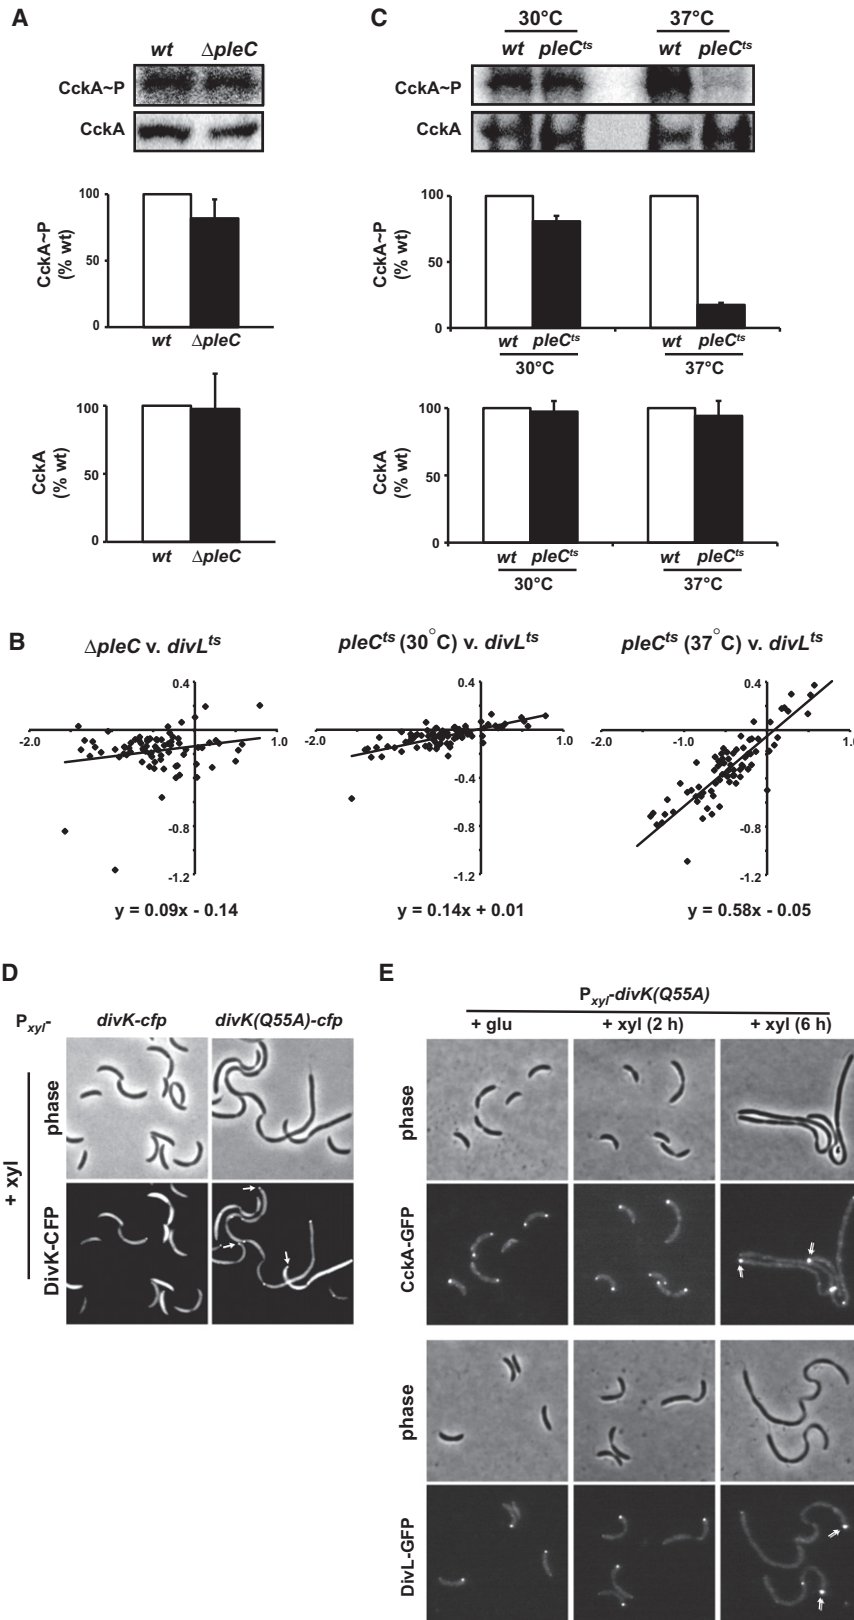 A
wt ΔpleC
CckA~P
CckA
100
50
0
CckA~P
(% wt)
wt ΔpleC
100
50
0
CckA
(% wt)
wt ΔpleC
C
30°C 37°C
wt pleCts wt pleCts
CckA~P
CckA
100
50
0
CckA~P
(% wt)
wt pleCts wt pleCts
30°C 37°C
100
50
0
CckA
(% wt)
wt pleCts wt pleCts
30°C 37°C
B
ΔpleC v. divLts
0.4
-2.0 1.0
-0.4
-0.8
-1.2
y = 0.09x - 0.14
pleCts (30°C) v. divLts
0.4
-2.0 1.0
-0.4
-0.8
-1.2
y = 0.14x + 0.01
pleCts (37°C) v. divLts
0.4
-2.0 -1.0 1.0
-0.4
-0.8
-1.2
y = 0.58x - 0.05
D
Pxyl- divK-cfp divK(Q55A)-cfp
+ xyl
phase
DivK-CFP
E
Pxyl-divK(Q55A)
+ glu + xyl (2 h) + xyl (6 h)
phase
CckA-GFP
phase
DivL-GFP